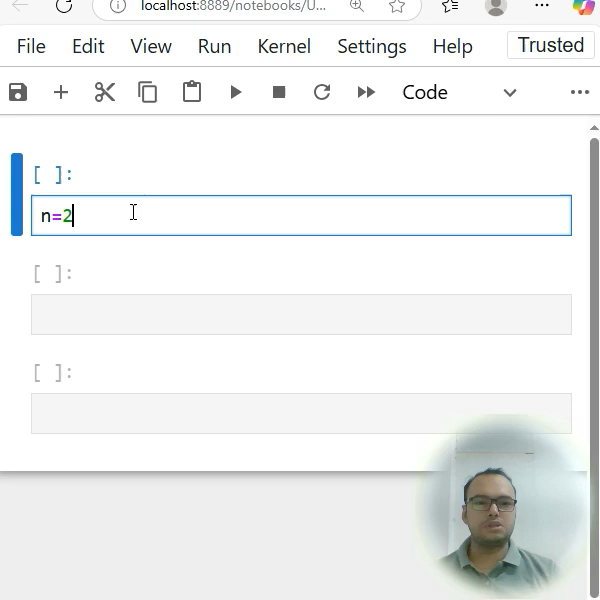 localhost:8889/notebooks/U...
File Edit View Run Kernel Settings Help Trusted
Code
[ ]:
n=2
[ ]:
[ ]: